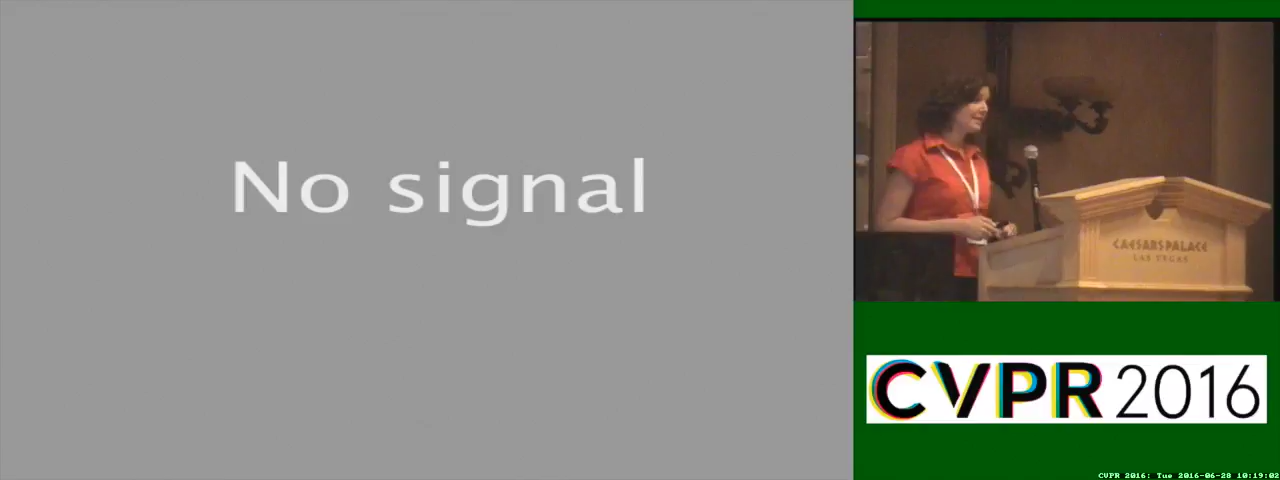 No signal
CAESARS PALACE
LAS VEGAS
CVPR 2016
CVPR 2016: Tue 2016-06-28 10:19:02